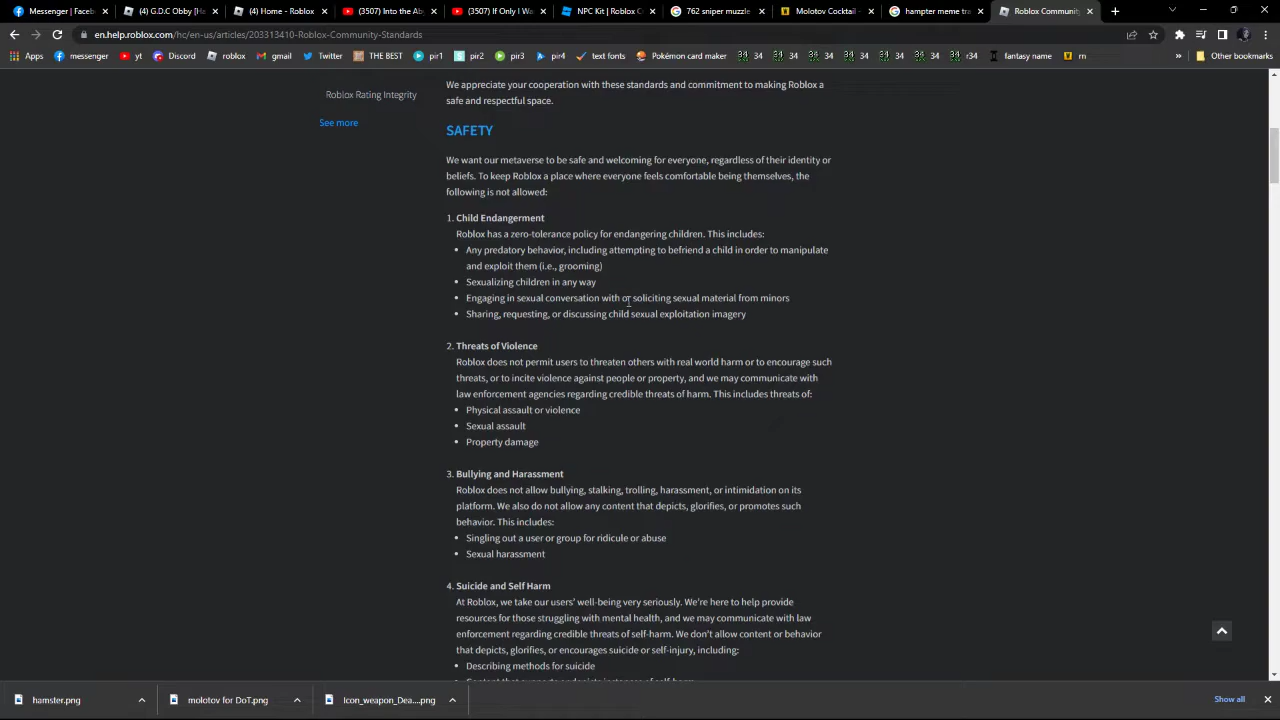 Messenger | Faceb
(4) G.D.C Obby [Ha
(4) Home - Roblox
(3507) Into the Ab
(3507) If Only I Wa
NPC Kit | Roblox C
762 sniper muzzle
Molotov Cocktail -
hampter meme tra
Roblox Community
en.help.roblox.com/hc/en-us/articles/203313410-Roblox-Community-Standards
messenger
yt
Discord
roblox
gmail
Twitter
THE BEST
pir1
pir2
pir3
pir4
text fonts
Pokémon card maker
34
34
34
34
34
r34
fantasy name
rn
»
Other bookmarks
Roblox Rating Integrity
See more
We appreciate your cooperation with these standards and commitment to making Roblox a
safe and respectful space.
SAFETY
We want our metaverse to be safe and welcoming for everyone, regardless of their identity or
beliefs. To keep Roblox a place where everyone feels comfortable being themselves, the
following is not allowed:
1. Child Endangerment
Roblox has a zero-tolerance policy for endangering children. This includes:
• Any predatory behavior, including attempting to befriend a child in order to manipulate
and exploit them (i.e., grooming)
• Sexualizing children in any way
• Engaging in sexual conversation with or soliciting sexual material from minors
• Sharing, requesting, or discussing child sexual exploitation imagery
2. Threats of Violence
Roblox does not permit users to threaten others with real world harm or to encourage such
threats, or to incite violence against people or property, and we may communicate with
law enforcement agencies regarding credible threats of harm. This includes threats of:
• Physical assault or violence
• Sexual assault
• Property damage
3. Bullying and Harassment
Roblox does not allow bullying, stalking, trolling, harassment, or intimidation on its
platform. We also do not allow any content that depicts, glorifies, or promotes such
behavior. This includes:
• Singling out a user or group for ridicule or abuse
• Sexual harassment
4. Suicide and Self Harm
At Roblox, we take our users' well-being very seriously. We're here to help provide
resources for those struggling with mental health, and we may communicate with law
enforcement regarding credible threats of self-harm. We don't allow content or behavior
that depicts, glorifies, or encourages suicide or self-injury, including:
• Describing methods for suicide
hamster.png
molotov for DoT.png
Icon_weapon_Dea....png
Show all